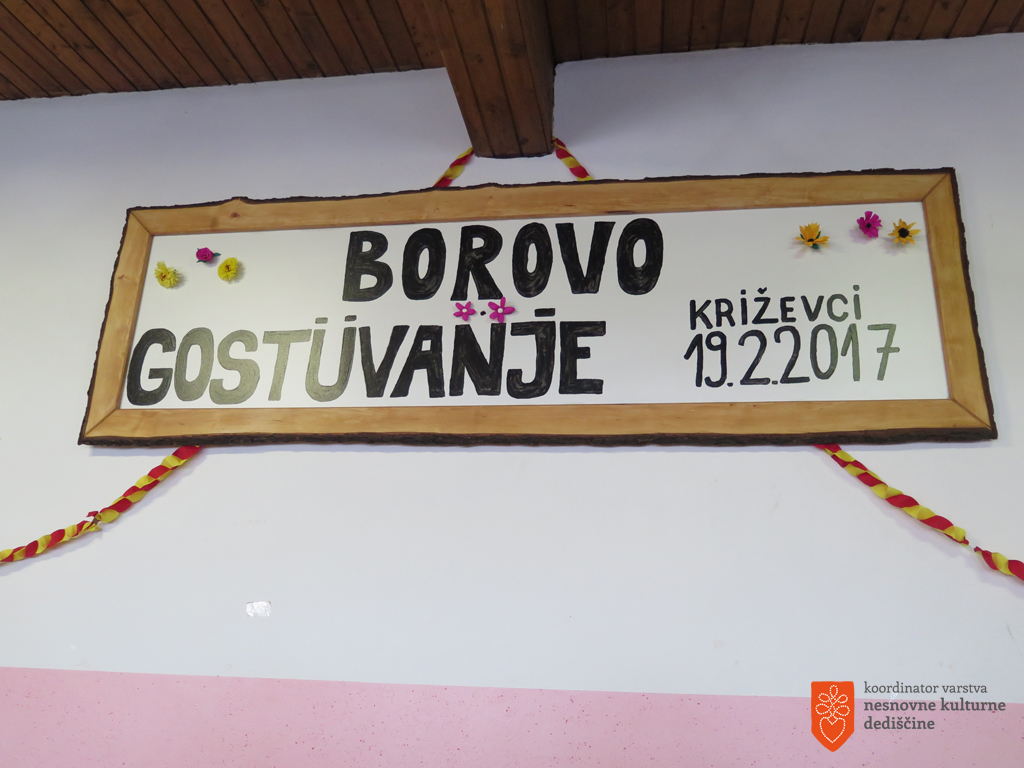 BOROVO
GOSTÜVANJE
KRIŽEVCI
19.2.2017
koordinator varstva
nesnovne kulturne
dediščine